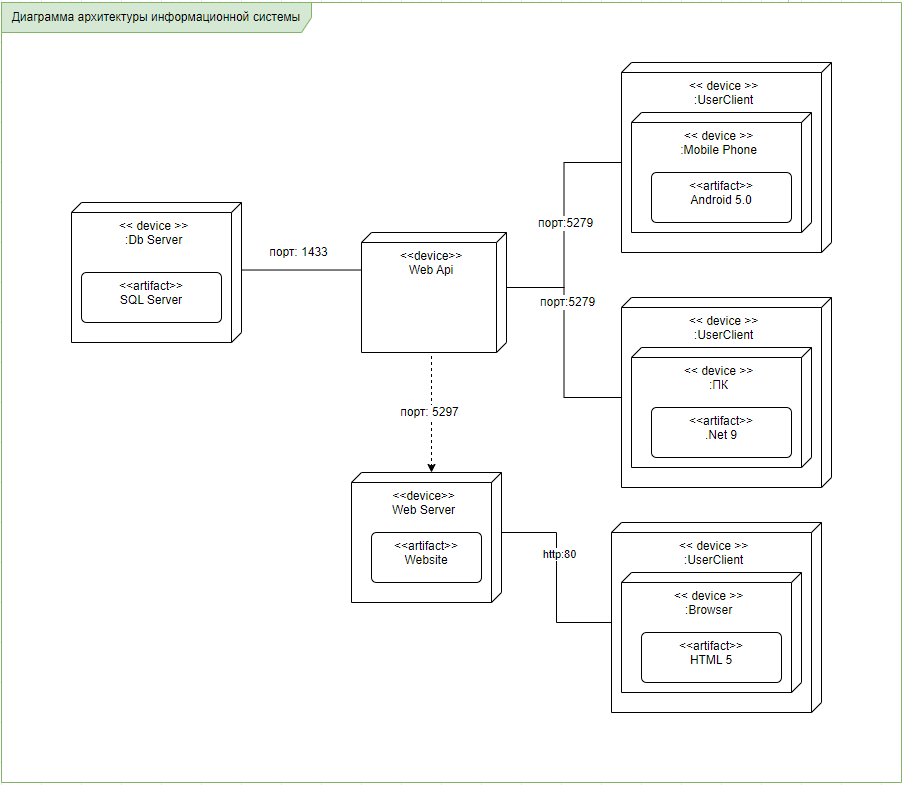 Диаграмма архитектуры информационной системы
<< device >>
:UserClient
<< device >>
:Mobile Phone
<<artifact>>
Android 5.0
<< device >>
:Db Server
<<artifact>>
SQL Server
порт: 1433
<<device>>
Web Api
порт:5279
порт:5279
<< device >>
:UserClient
<< device >>
:ПК
<<artifact>>
.Net 9
порт: 5297
<<device>>
Web Server
<<artifact>>
Website
http:80
<< device >>
:UserClient
<< device >>
:Browser
<<artifact>>
HTML 5